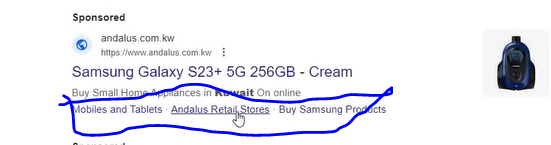 Sponsored
andalus.com.kw
https://www.andalus.com.kw
Samsung Galaxy S23+ 5G 256GB - Cream
Buy Small Home Appliances in Kuwait On online
Mobiles and Tablets · Andalus Retail Stores · Buy Samsung Products